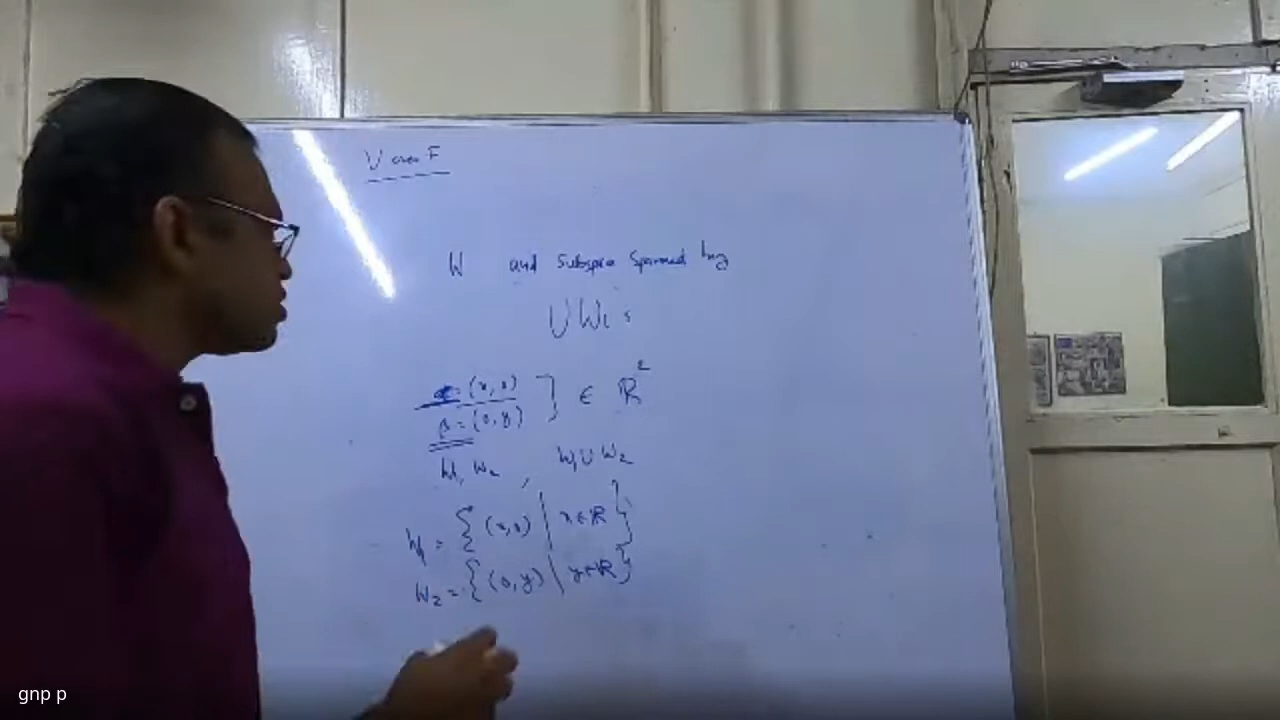 V over F
W and subspace spanned by
∪ Wi s
= (x, 0) ] ∈ ℝ²
β = (0, y)
W₁, W₂ , W₁ ∪ W₂
W₁ = { (x, 0) | x ∈ ℝ }
W₂ = { (0, y) | y ∈ ℝ }
gnp p